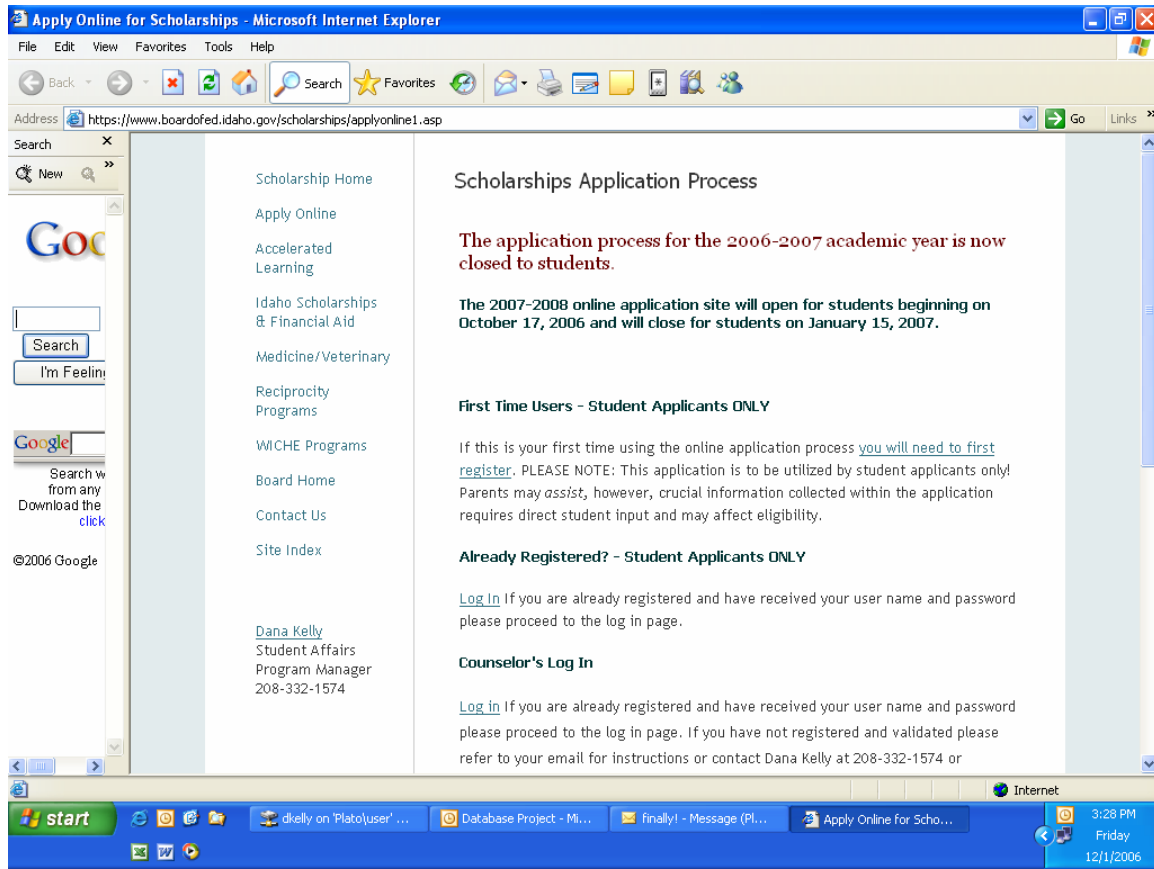 Apply Online for Scholarships - Microsoft Internet Explorer
File Edit View Favorites Tools Help
Back Search Favorites
Address https://www.boardofed.idaho.gov/scholarships/applyonline1.asp Go Links »
Search
New »
Goo
Search
I'm Feeling
Google
Search w
from any
Download the
click
©2006 Google
Scholarship Home
Apply Online
Accelerated
Learning
Idaho Scholarships
& Financial Aid
Medicine/Veterinary
Reciprocity
Programs
WICHE Programs
Board Home
Contact Us
Site Index
Dana Kelly
Student Affairs
Program Manager
208-332-1574
Scholarships Application Process
The application process for the 2006-2007 academic year is now
closed to students.
The 2007-2008 online application site will open for students beginning on
October 17, 2006 and will close for students on January 15, 2007.
First Time Users - Student Applicants ONLY
If this is your first time using the online application process you will need to first
register. PLEASE NOTE: This application is to be utilized by student applicants only!
Parents may assist, however, crucial information collected within the application
requires direct student input and may affect eligibility.
Already Registered? - Student Applicants ONLY
Log In If you are already registered and have received your user name and password
please proceed to the log in page.
Counselor's Log In
Log in If you are already registered and have received your user name and password
please proceed to the log in page. If you have not registered and validated please
refer to your email for instructions or contact Dana Kelly at 208-332-1574 or
Internet
start dkelly on 'Plato\user' ... Database Project - Mi... finally! - Message (Pl... Apply Online for Scho... 3:28 PM
Friday
12/1/2006